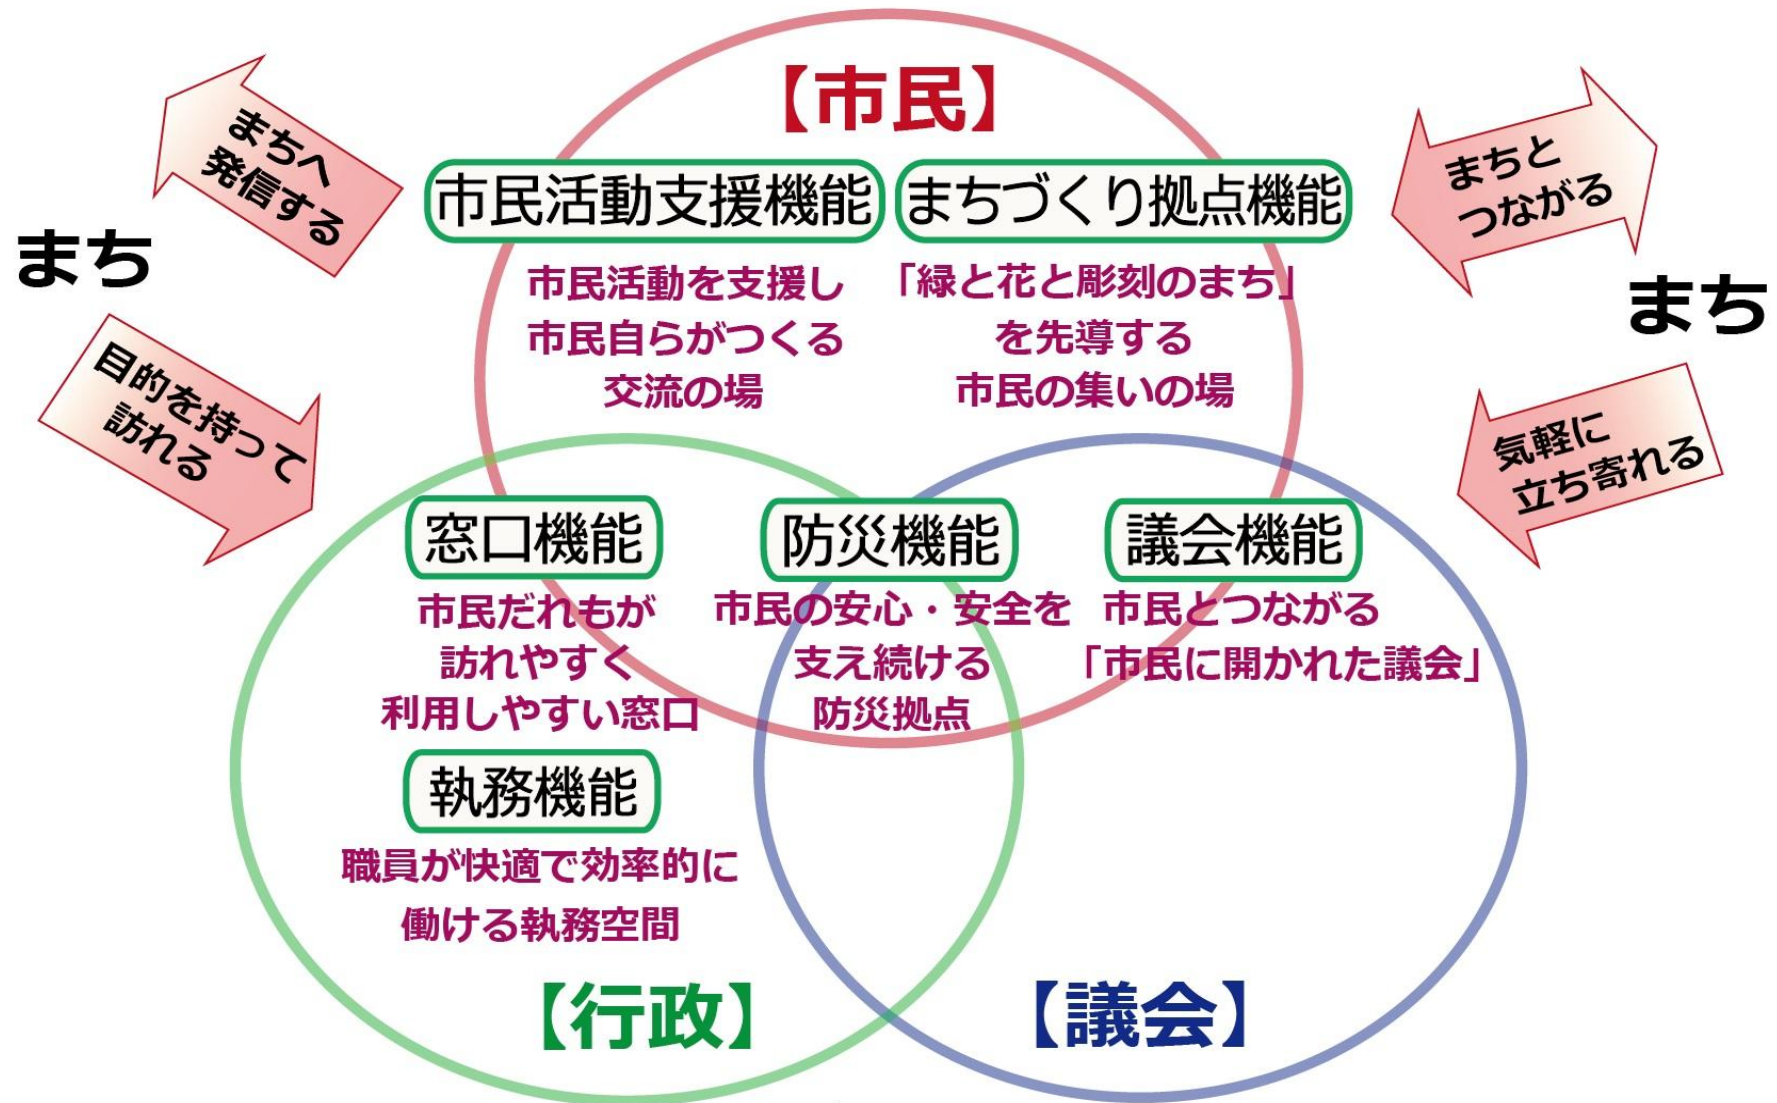 【市民】
まちへ
発信する
まちと
つながる
市民活動支援機能
まちづくり拠点機能
まち
まち
市民活動を支援し
市民自らがつくる
交流の場
「緑と花と彫刻のまち」
を先導する
市民の集いの場
目的を持って
訪れる
気軽に
立ち寄れる
窓口機能
市民だれもが
訪れやすく
利用しやすい窓口
防災機能
市民の安心・安全を
支え続ける
防災拠点
議会機能
市民とつながる
「市民に開かれた議会」
執務機能
職員が快適で効率的に
働ける執務空間
【行政】
【議会】